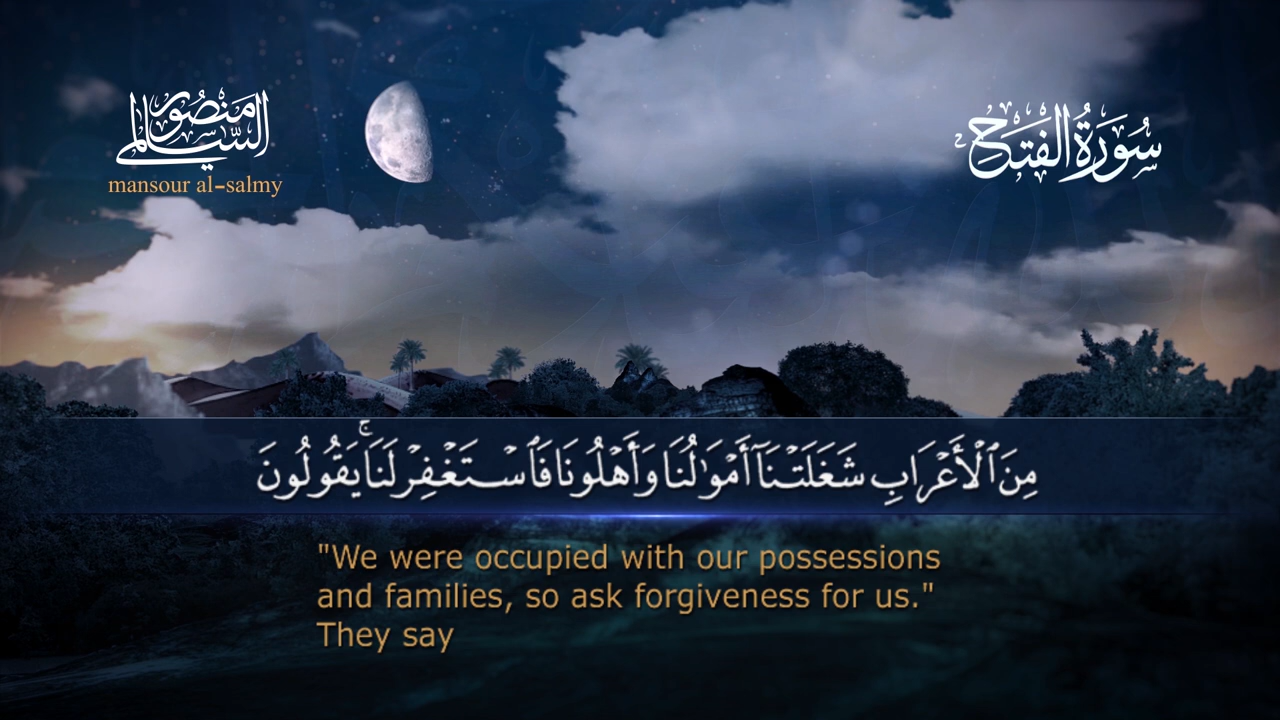 منصور السالمي
mansour al-salmy
سُورَةُ الفَتح
مِنَ ٱلْأَعْرَابِ شَغَلَتْنَآ أَمْوَٰلُنَا وَأَهْلُونَا فَٱسْتَغْفِرْ لَنَا ۚ يَقُولُونَ
"We were occupied with our possessions
and families, so ask forgiveness for us."
They say